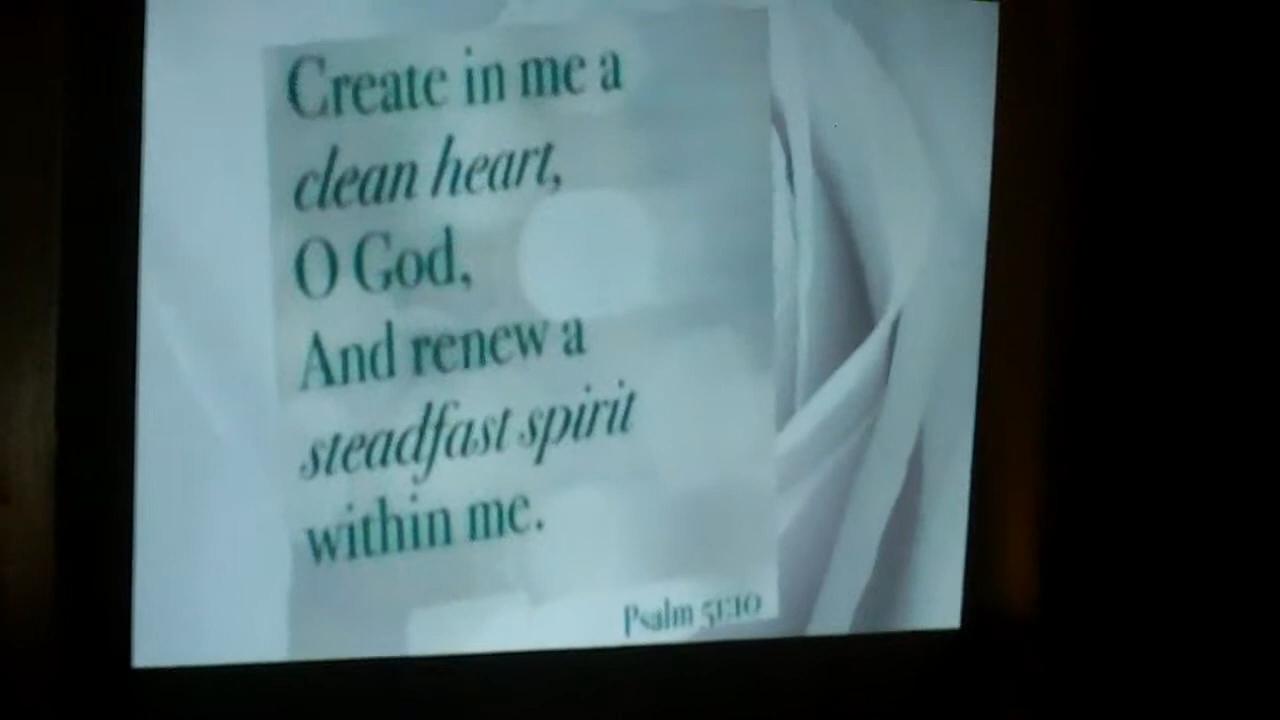 Create in me a
clean heart,
O God,
And renew a
steadfast spirit
within me.
Psalm 51:10